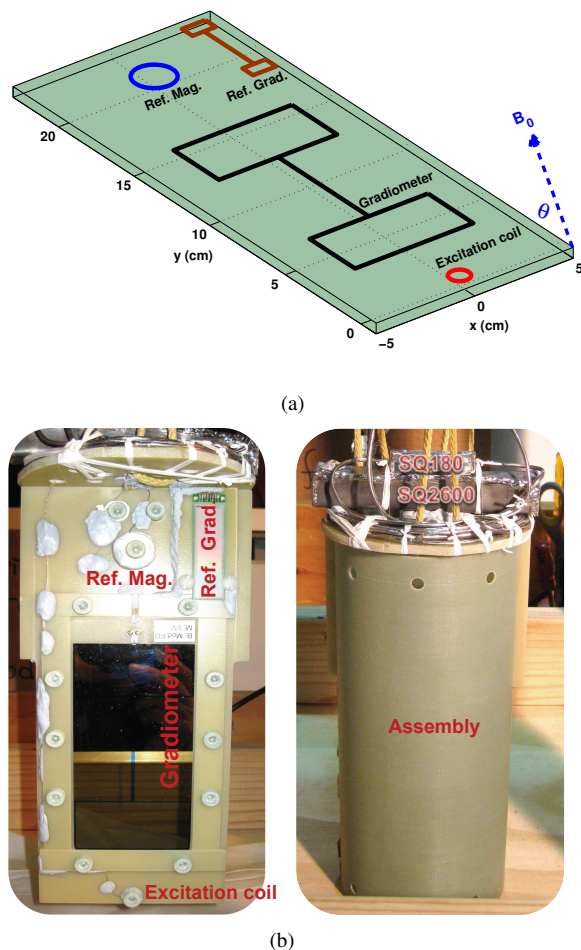 Ref. Mag.
Ref. Grad.
B0
θ
Gradiometer
Excitation coil
20
15
10
5
0
y (cm)
−5
0
5
x (cm)
(a)
Ref. Mag.
Ref. Grad
Gradiometer
Excitation coil
SQ180
SQ2600
Assembly
(b)